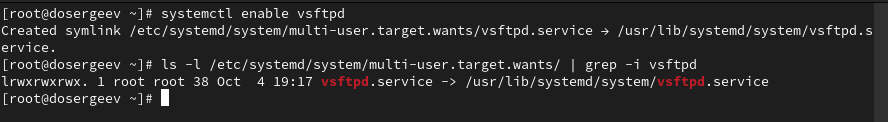 [root@dosergeev ~]# systemctl enable vsftpd
Created symlink /etc/systemd/system/multi-user.target.wants/vsftpd.service → /usr/lib/systemd/system/vsftpd.s
ervice.
[root@dosergeev ~]# ls -l /etc/systemd/system/multi-user.target.wants/ | grep -i vsftpd
lrwxrwxrwx. 1 root root 38 Oct  4 19:17 vsftpd.service -> /usr/lib/systemd/system/vsftpd.service
[root@dosergeev ~]#